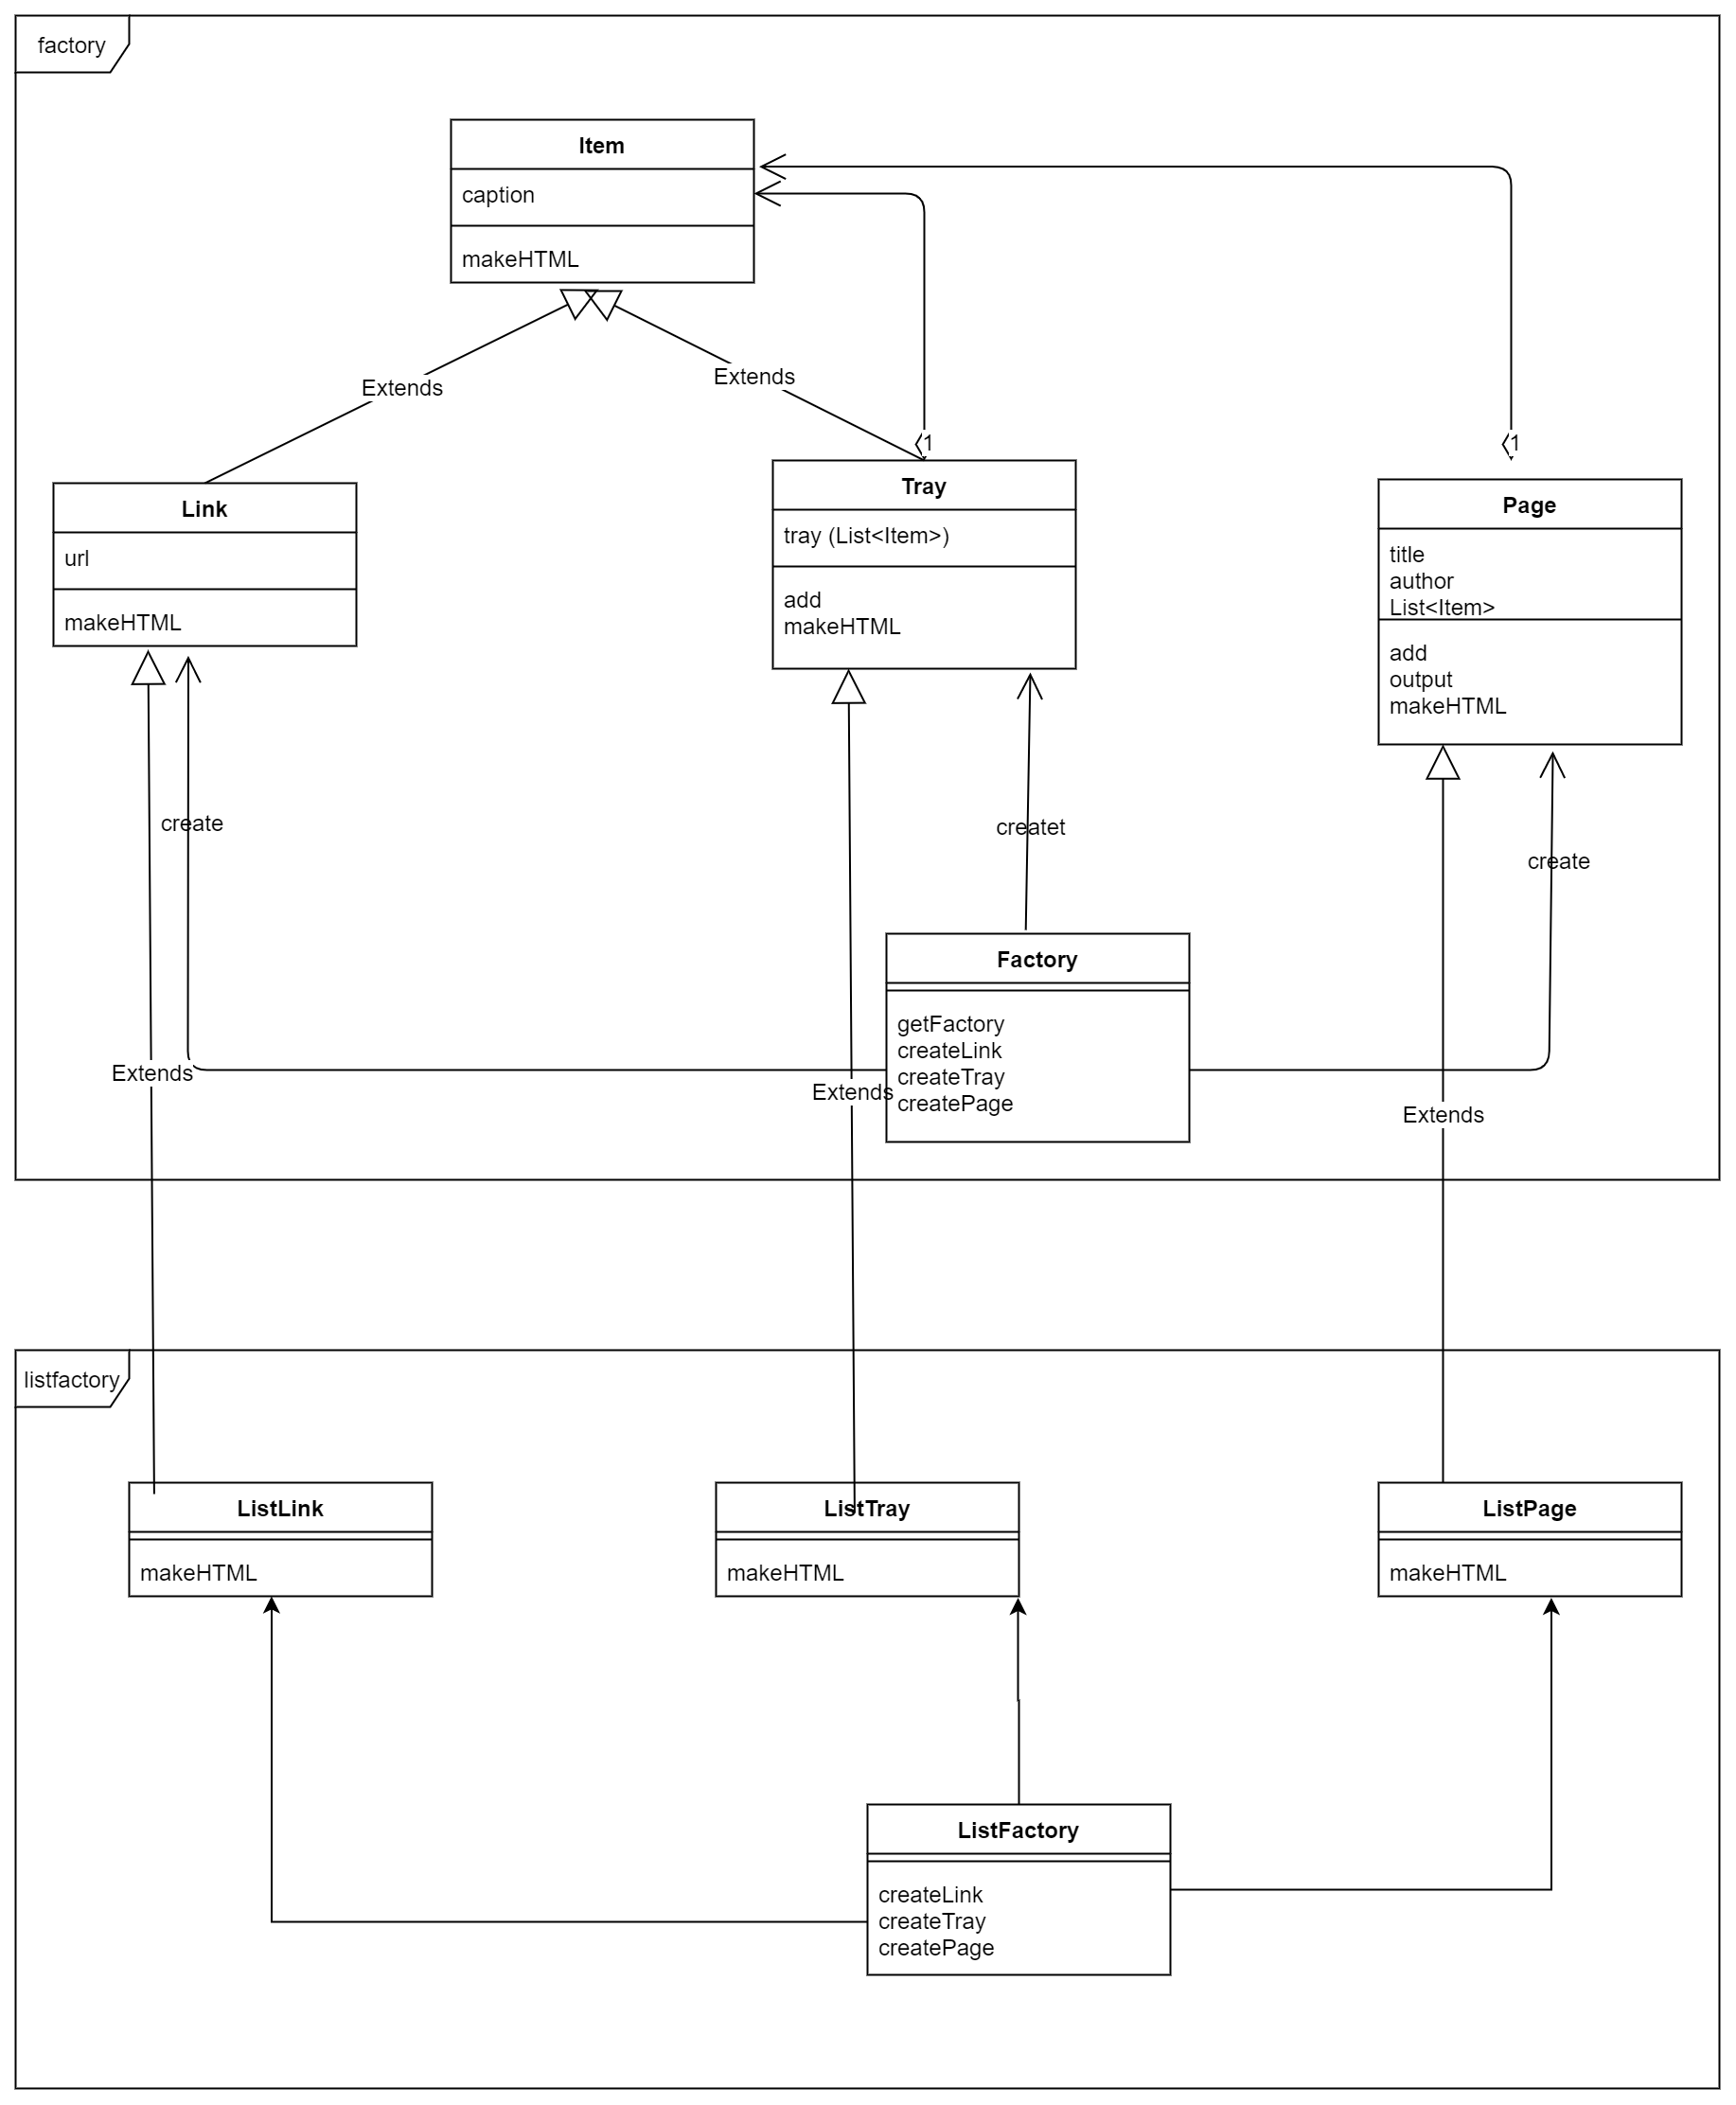 factory
Item
caption
makeHTML
Extends
Extends
1
1
Link
url
makeHTML
Tray
tray (List<Item>)
add
makeHTML
Page
title
author
List<Item>
add
output
makeHTML
create
createt
create
Factory
getFactory
createLink
createTray
createPage
Extends
Extends
Extends
listfactory
ListLink
makeHTML
ListTray
makeHTML
ListPage
makeHTML
ListFactory
createLink
createTray
createPage